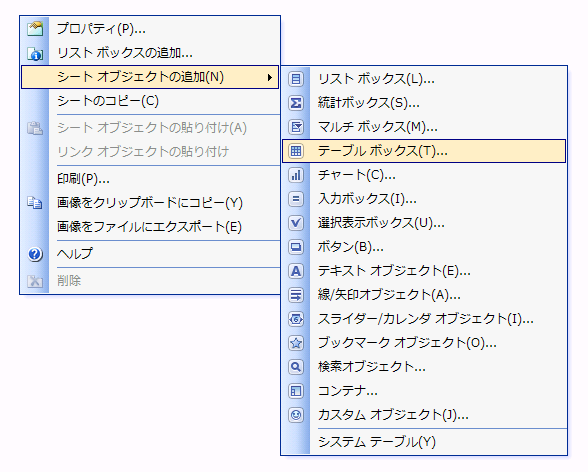 プロパティ(P)...
リスト ボックスの追加...
シート オブジェクトの追加(N)
シートのコピー(C)
シート オブジェクトの貼り付け(A)
リンク オブジェクトの貼り付け
印刷(P)...
画像をクリップボードにコピー(Y)
画像をファイルにエクスポート(E)
ヘルプ
削除
リスト ボックス(L)...
統計ボックス(S)...
マルチ ボックス(M)...
テーブル ボックス(T)...
チャート(C)...
入力ボックス(I)...
選択表示ボックス(U)...
ボタン(B)...
テキスト オブジェクト(E)...
線/矢印オブジェクト(A)...
スライダー/カレンダ オブジェクト(I)...
ブックマーク オブジェクト(O)...
検索オブジェクト...
コンテナ...
カスタム オブジェクト(J)...
システム テーブル(Y)